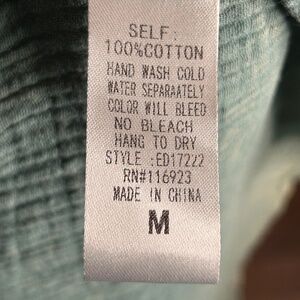 SELF:
100%COTTON
HAND WASH COLD
WATER SEPARAATELY
COLOR WILL BLEED
NO BLEACH
HANG TO DRY
STYLE :ED17222
RN#116923
MADE IN CHINA
M